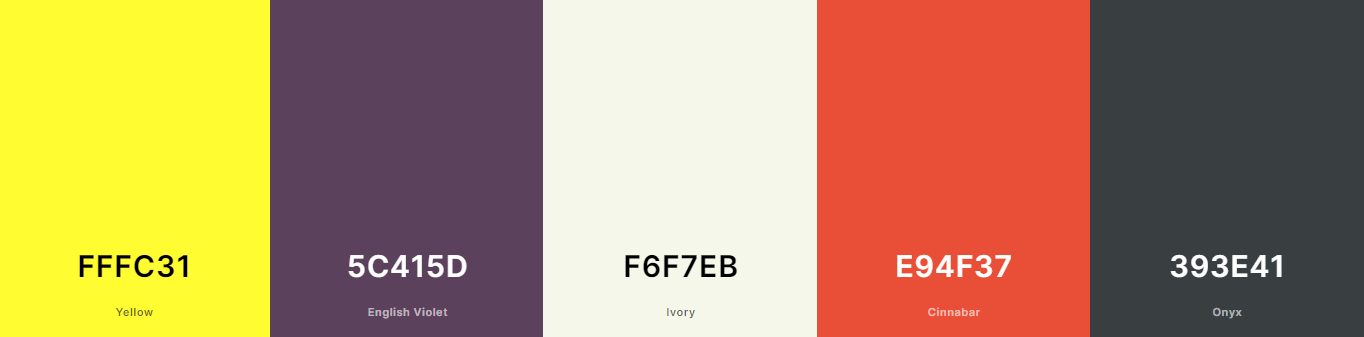 FFFC31
Yellow
5C415D
English Violet
F6F7EB
Ivory
E94F37
Cinnabar
393E41
Onyx